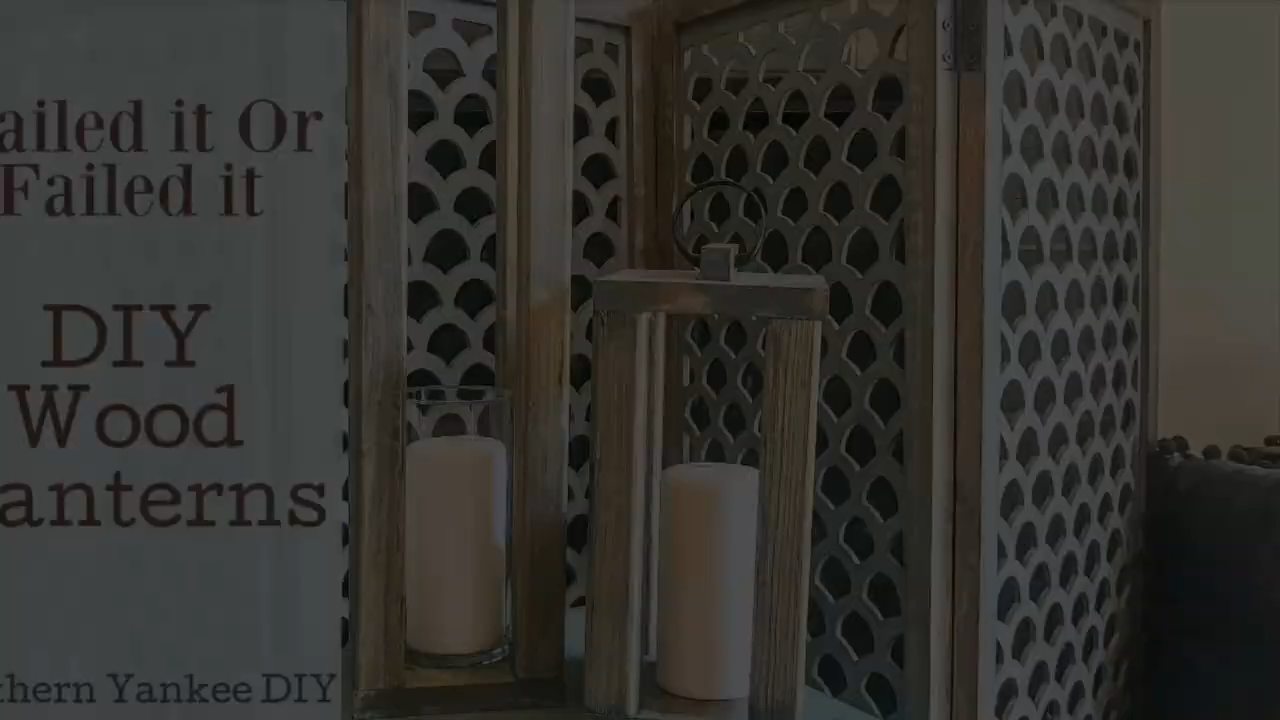 ailed it Or
Failed it
DIY
Wood
anterns
thern Yankee DIY